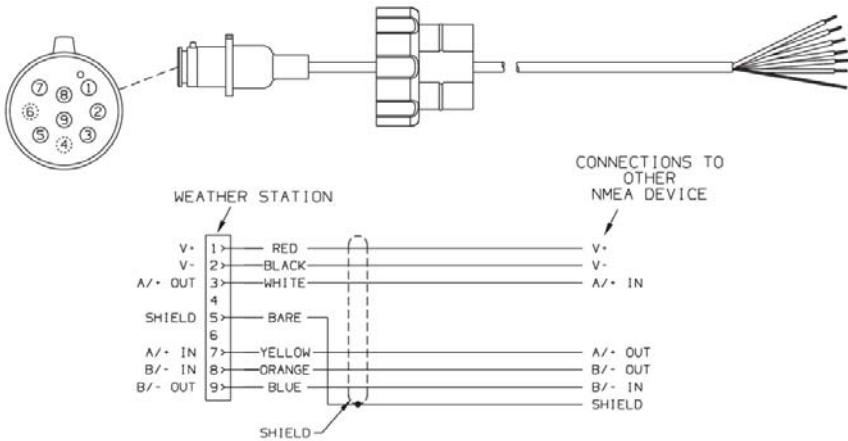 7 8 1
6 9 2
5 4 3
CONNECTIONS TO
OTHER
NMEA DEVICE
WEATHER STATION
V+ 1 RED V+
V- 2 BLACK V-
A/+ OUT 3 WHITE A/+ IN
4
SHIELD 5 BARE
6
A/+ IN 7 YELLOW A/+ OUT
B/- IN 8 ORANGE B/- OUT
B/- OUT 9 BLUE B/- IN
SHIELD
SHIELD